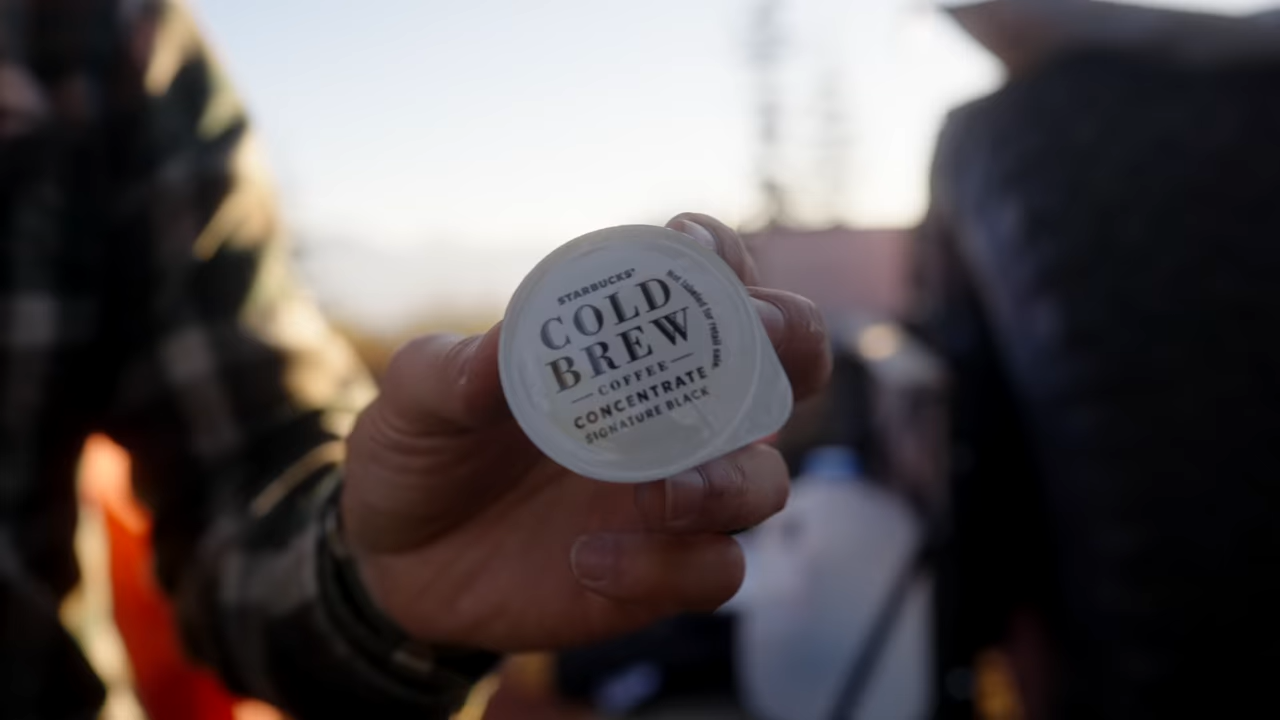 STARBUCKS®
COLD
BREW
COFFEE
CONCENTRATE
SIGNATURE BLACK
Not labeled for retail sale.